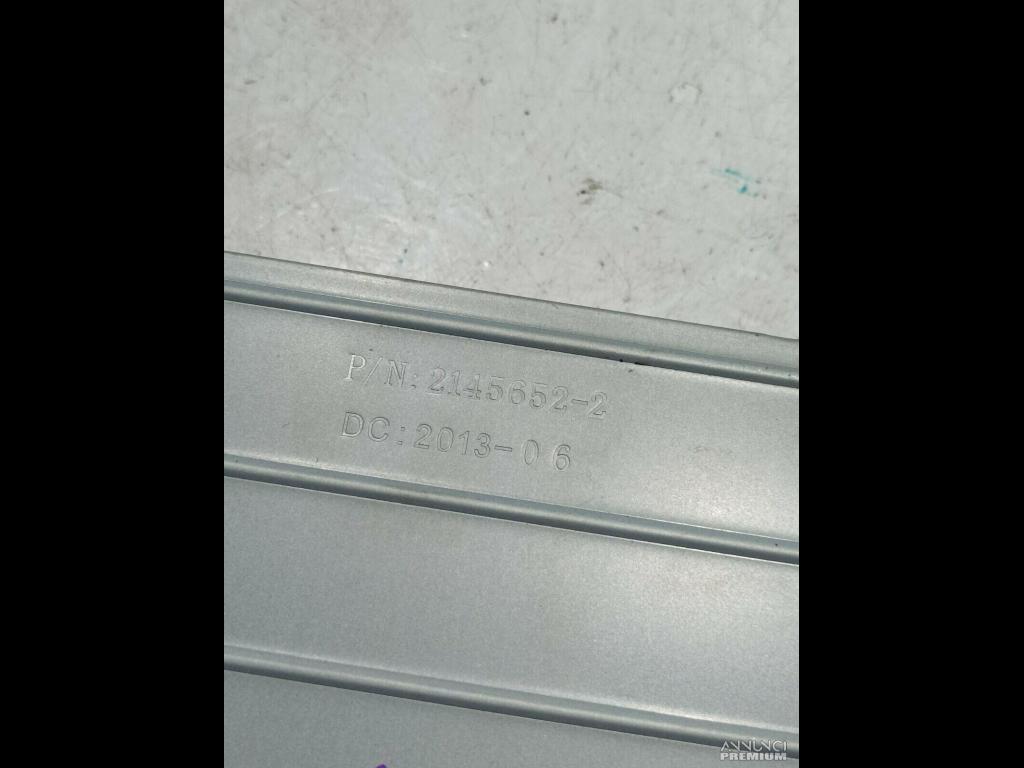 P/N:2145652-2
DC:2013-06
ANNUNCI
PREMIUM